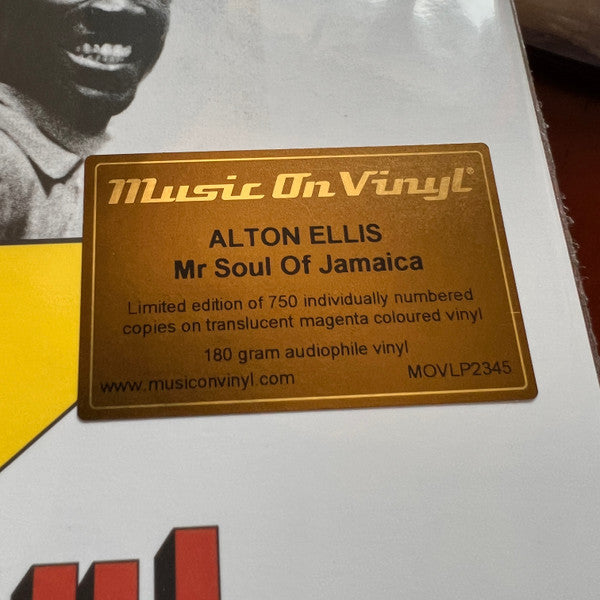 Music On Vinyl®
ALTON ELLIS
Mr Soul Of Jamaica
Limited edition of 750 individually numbered
copies on translucent magenta coloured vinyl
180 gram audiophile vinyl
www.musiconvinyl.com MOVLP2345